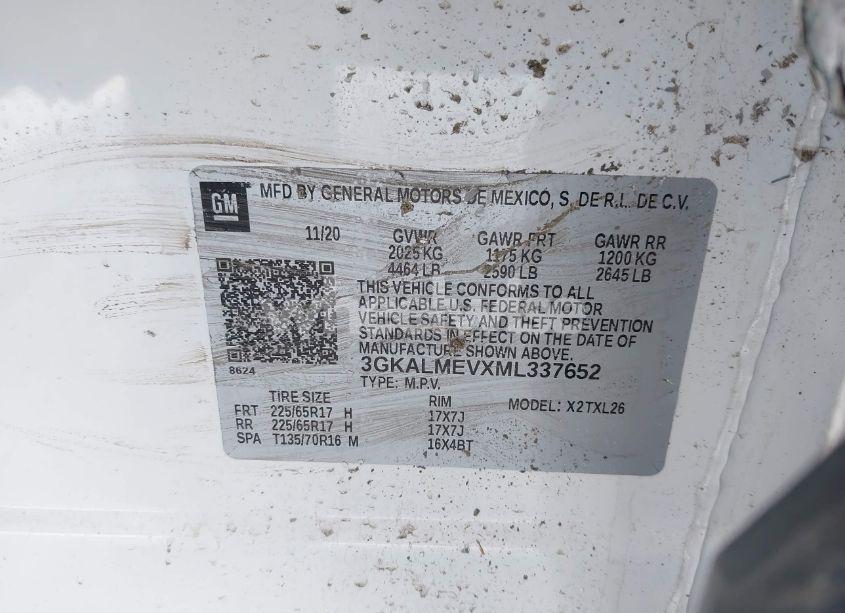 GM MFD BY GENERAL MOTORS DE MEXICO, S. DE R.L. DE C.V.
11/20 GVWR GAWR FRT GAWR RR
2025 KG 1175 KG 1200 KG
4464 LB 2590 LB 2645 LB
THIS VEHICLE CONFORMS TO ALL
APPLICABLE U.S. FEDERAL MOTOR
VEHICLE SAFETY AND THEFT PREVENTION
STANDARDS IN EFFECT ON THE DATE OF
MANUFACTURE SHOWN ABOVE.
8624 3GKALMEVXML337652
TYPE: M.P.V.
TIRE SIZE RIM MODEL: X2TXL26
FRT 225/65R17 H 17X7J
RR 225/65R17 H 17X7J
SPA T135/70R16 M 16X4BT